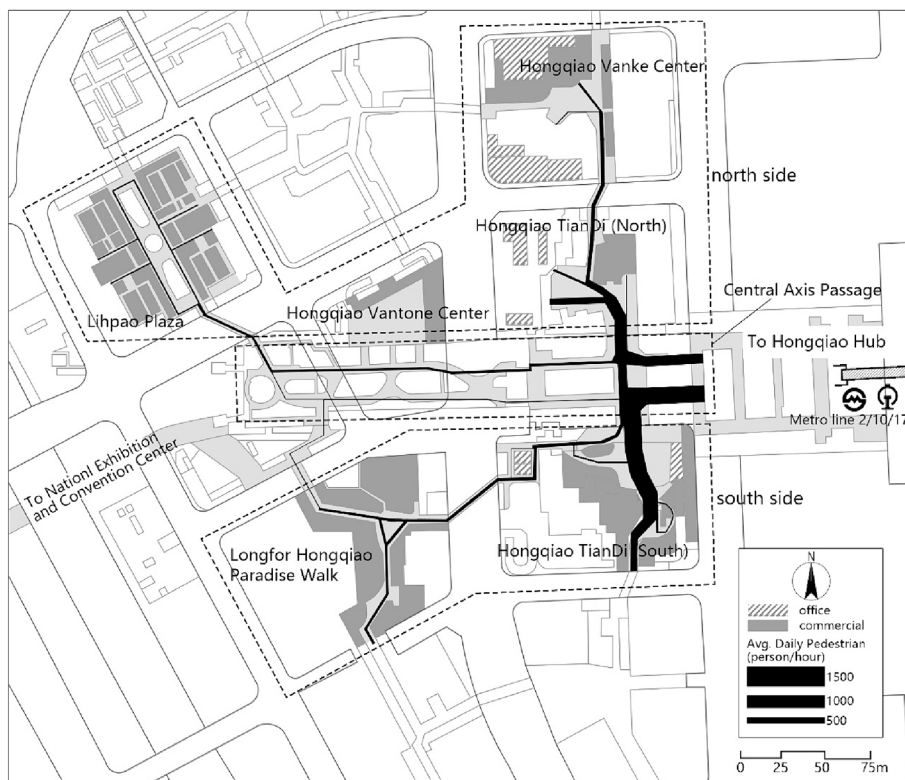 Hongqiao Vanke Center
north side
Hongqiao TianDi (North)
Central Axis Passage
Hongqiao Vantone Center
Lihpao Plaza
To Hongqiao Hub
Metro line 2/10/17
To Nationl Exhibition
and Convention Center
south side
Hongqiao TianDi (South)
Longfor Hongqiao
Paradise Walk
N
office
commercial
Avg. Daily Pedestrian
(person/hour)
1500
1000
500
0 25 50 75m